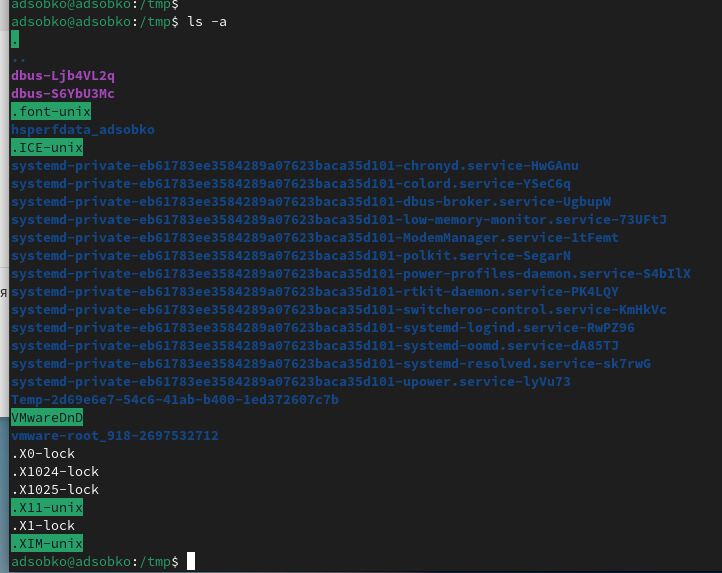 adsobko@adsobko:/tmp$
adsobko@adsobko:/tmp$ ls -a
.
..
dbus-Ljb4VL2q
dbus-S6YbU3Mc
.font-unix
hsperfdata_adsobko
.ICE-unix
systemd-private-eb61783ee3584289a07623baca35d101-chronyd.service-HwGAnu
systemd-private-eb61783ee3584289a07623baca35d101-colord.service-YSeC6q
systemd-private-eb61783ee3584289a07623baca35d101-dbus-broker.service-UgbupW
systemd-private-eb61783ee3584289a07623baca35d101-low-memory-monitor.service-73UFtJ
systemd-private-eb61783ee3584289a07623baca35d101-ModemManager.service-1tFemt
systemd-private-eb61783ee3584289a07623baca35d101-polkit.service-SegarN
systemd-private-eb61783ee3584289a07623baca35d101-power-profiles-daemon.service-S4bIlX
я
systemd-private-eb61783ee3584289a07623baca35d101-rtkit-daemon.service-PK4LQY
systemd-private-eb61783ee3584289a07623baca35d101-switcheroo-control.service-KmHkVc
systemd-private-eb61783ee3584289a07623baca35d101-systemd-logind.service-RwPZ96
systemd-private-eb61783ee3584289a07623baca35d101-systemd-oomd.service-dA85TJ
systemd-private-eb61783ee3584289a07623baca35d101-systemd-resolved.service-sk7rwG
systemd-private-eb61783ee3584289a07623baca35d101-upower.service-lyVu73
Temp-2d69e6e7-54c6-41ab-b400-1ed372607c7b
VMwareDnD
vmware-root_918-2697532712
.X0-lock
.X1024-lock
.X1025-lock
.X11-unix
.X1-lock
.XIM-unix
adsobko@adsobko:/tmp$